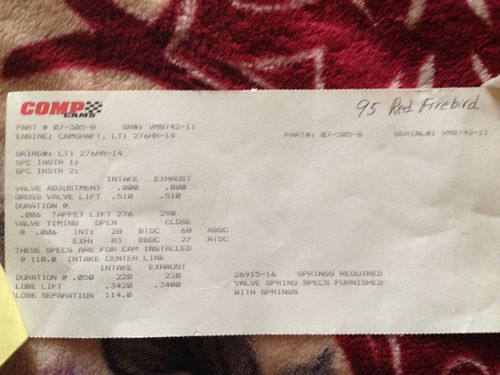 COMP CAMS
95 Red Firebird
PART # 07-305-8 SN#: VM8742-11
PART#: 07-305-8 SERIAL#: VM8742-11
ENGINE: CAMSHAFT, LT1 276HR-14
GRIND#: LT1 276HR-14
SPC INSTR 1;
SPC INSTR 2;
INTAKE EXHAUST
VALVE ADJUSTMENT .000 .000
GROSS VALVE LIFT .510 .510
DURATION @
.006 TAPPET LIFT 276 290
VALVE TIMING OPEN CLOSE
@ .006 INT: 28 BTDC 68 ABDC
EXH: 83 BBDC 27 ATDC
THESE SPECS ARE FOR CAM INSTALLED
@ 110.0 INTAKE CENTER LINE
INTAKE EXHAUST
DURATION @ .050 220 230
LOBE LIFT .3420 .3400
LOBE SEPARATION 114.0
26915-16 SPRINGS REQUIRED
VALVE SPRING SPECS FURNISHED
WITH SPRINGS